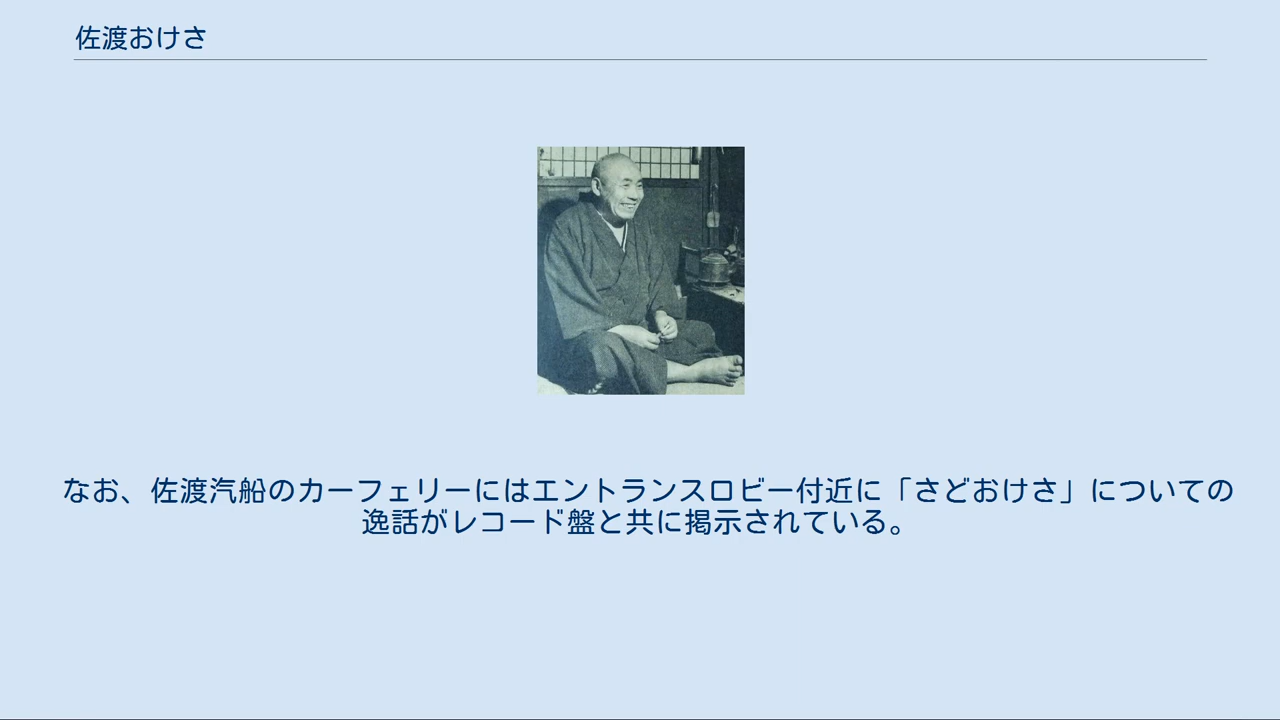 佐渡おけさ
なお、佐渡汽船のカーフェリーにはエントランスロビー付近に「さどおけさ」についての
逸話がレコード盤と共に掲示されている。